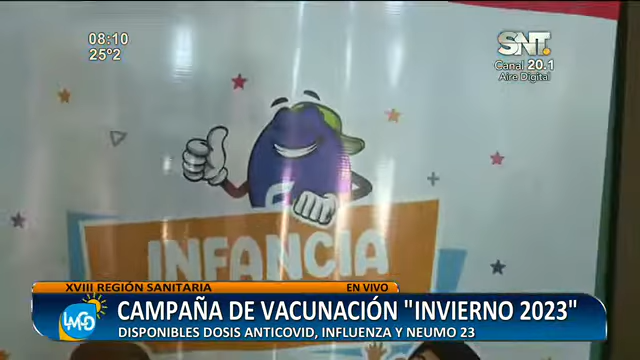 08:10
25°2
SNT.
Canal 20.1
Aire Digital
INFANCIA
XVIII REGIÓN SANITARIA
EN VIVO
LMCD
CAMPAÑA DE VACUNACIÓN "INVIERNO 2023"
DISPONIBLES DOSIS ANTICOVID, INFLUENZA Y NEUMO 23